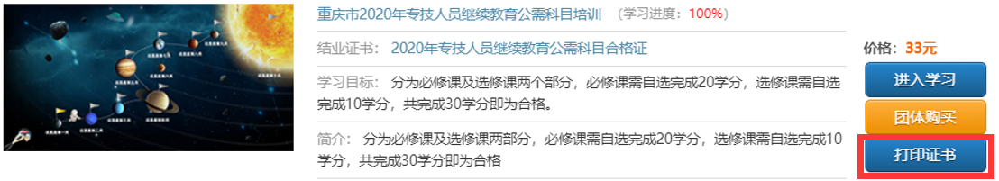 重庆市2020年专技人员继续教育公需科目培训 （学习进度：100%）
结业证书： 2020年专技人员继续教育公需科目合格证
价格：33元
学习目标： 分为必修课及选修课两个部分，必修课需自选完成20学分，选修课需自选
完成10学分，共完成30学分即为合格。
进入学习
团体购买
简介： 分为必修课及选修课两部分，必修课需自选完成20学分，选修课需自选完成10
学分，共完成30学分即为合格
打印证书